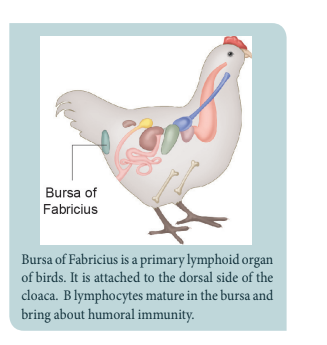 Bursa of
Fabricius
Bursa of Fabricius is a primary lymphoid organ
of birds. It is attached to the dorsal side of the
cloaca. B lymphocytes mature in the bursa and
bring about humoral immunity.